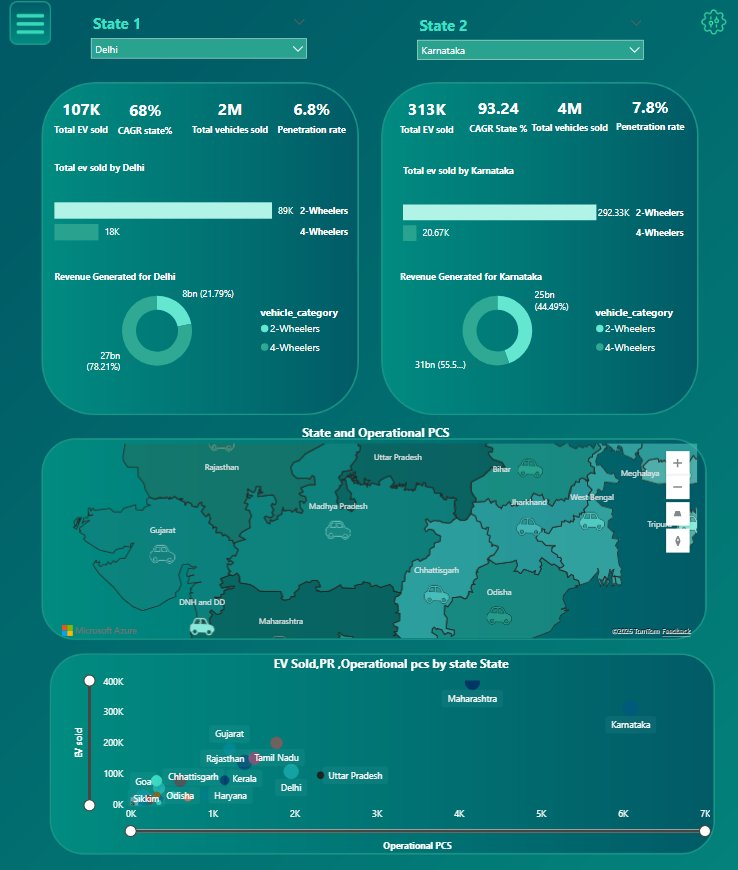 State 1
Delhi
State 2
Karnataka
107K
Total EV sold
68%
CAGR state%
2M
Total vehicles sold
6.8%
Penetration rate
Total ev sold by Delhi
89K 2-Wheelers
18K 4-Wheelers
Revenue Generated for Delhi
8bn (21.79%)
27bn
(78.21%)
vehicle_category
2-Wheelers
4-Wheelers
313K
Total EV sold
93.24
CAGR State %
4M
Total vehicles sold
7.8%
Penetration rate
Total ev sold by Karnataka
292.33K 2-Wheelers
20.67K 4-Wheelers
Revenue Generated for Karnataka
25bn
(44.49%)
31bn (55.5...)
vehicle_category
2-Wheelers
4-Wheelers
State and Operational PCS
Uttar Pradesh
Rajasthan
Bihar
Meghalaya
Jharkhand
West Bengal
Madhya Pradesh
Tripura
Gujarat
Chhattisgarh
Odisha
DNH and DD
Maharashtra
Microsoft Azure
©2025 TomTom Feedback
EV Sold,PR ,Operational pcs by state State
EV sold
400K
300K
200K
100K
0K
Maharashtra
Karnataka
Gujarat
Rajasthan
Tamil Nadu
Goa
Chhattisgarh
Kerala
Uttar Pradesh
Delhi
Sikkim
Odisha
Haryana
0K 1K 2K 3K 4K 5K 6K 7K
Operational PCS